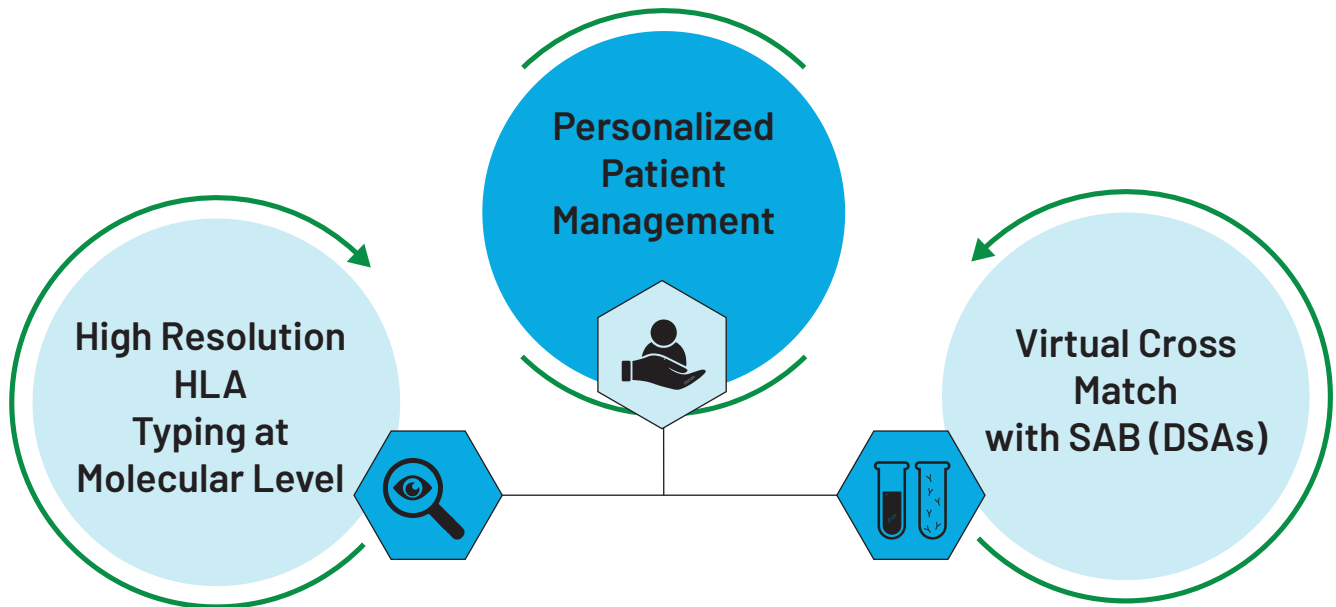 Personalized
Patient
Management
High Resolution
HLA
Typing at
Molecular Level
Virtual Cross
Match
with SAB (DSAs)